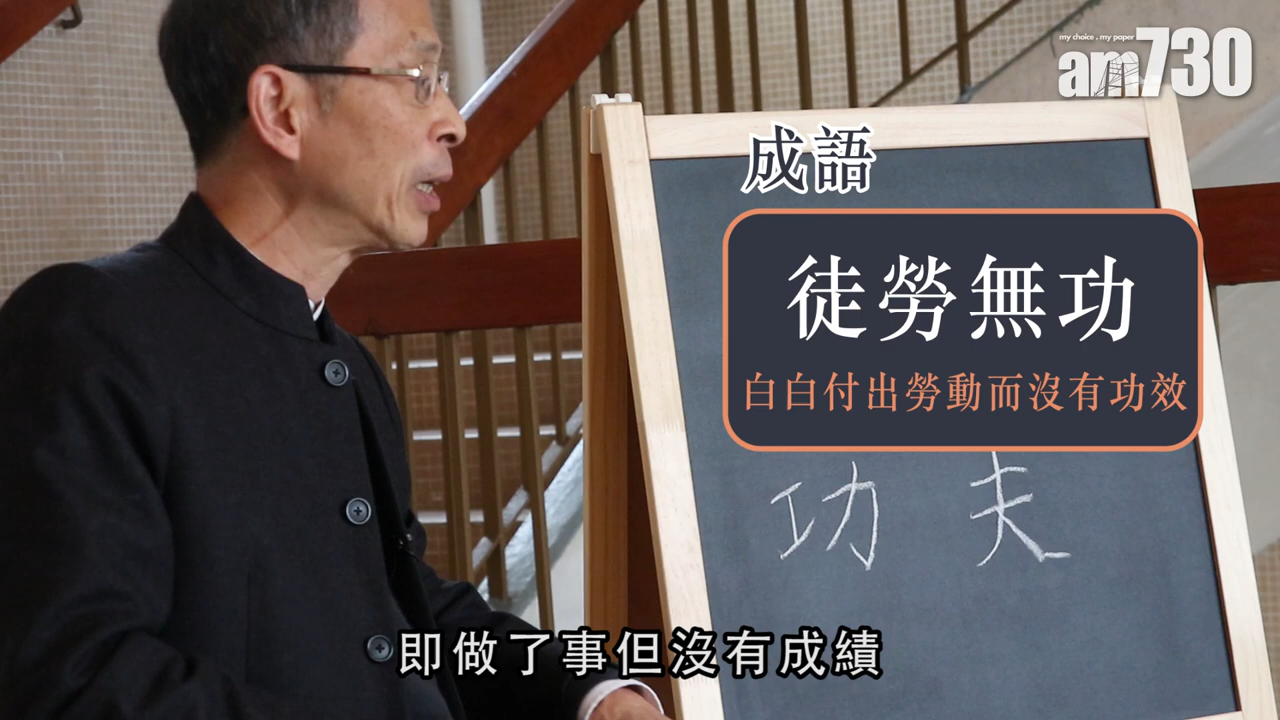 my choice . my paper
am730
成語
徒勞無功
白白付出勞動而沒有功效
功夫
即做了事但沒有成績